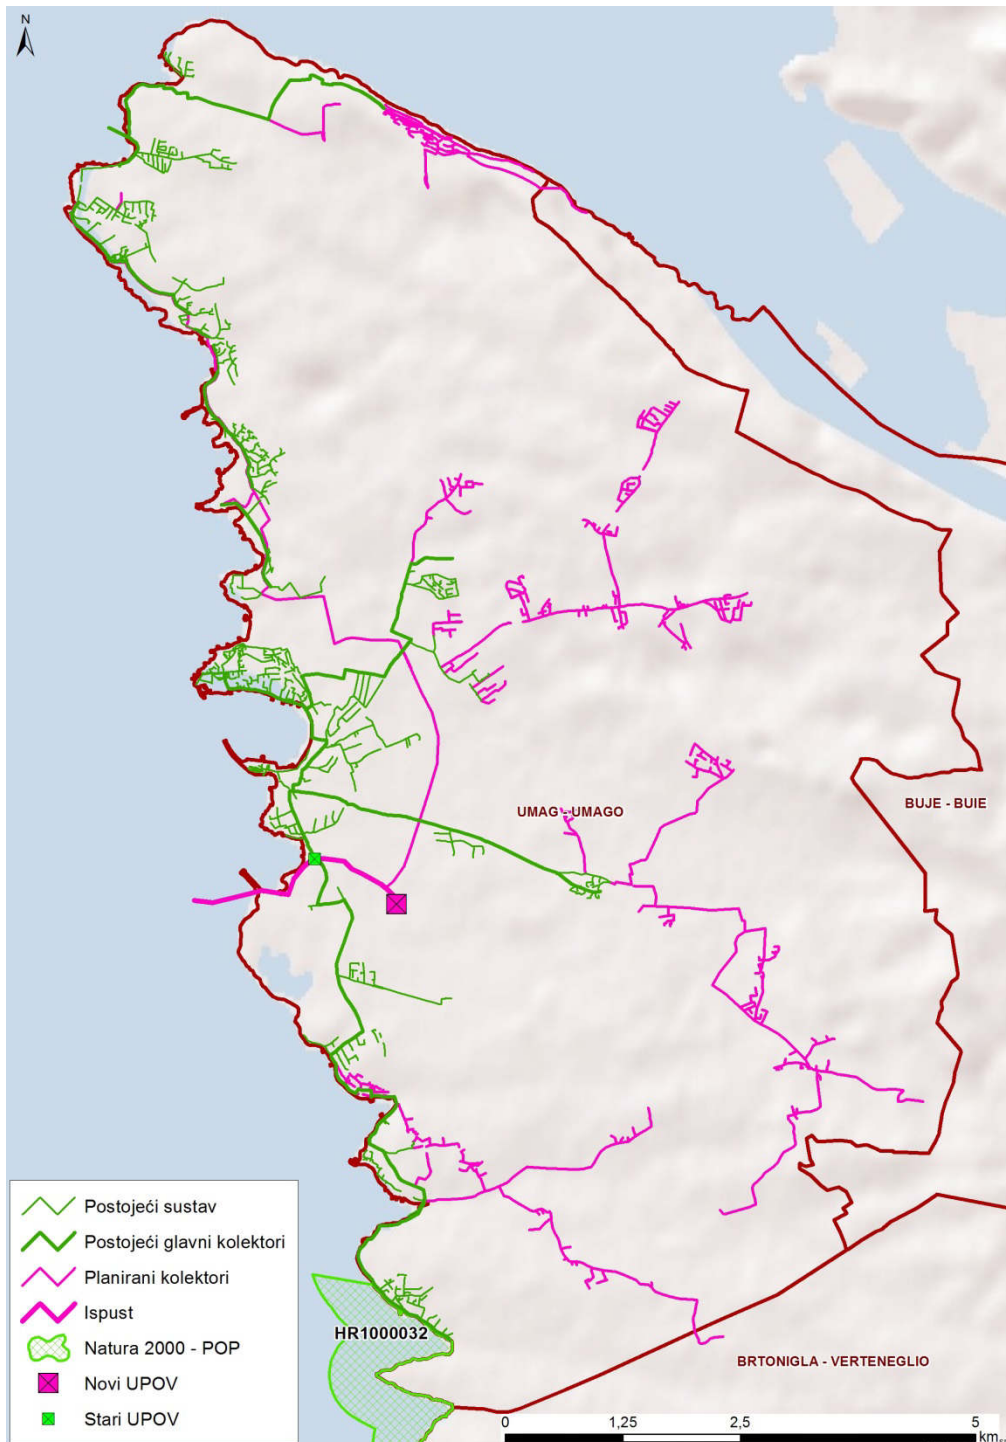 N
UMAG - UMAGO
BUJE - BUIE
Postojeći sustav
Postojeći glavni kolektori
Planirani kolektori
Ispust
Natura 2000 - POP
Novi UPOV
Stari UPOV
HR1000032
BRTONIGLA - VERTENEGLIO
0 1,25 2,5 5
km